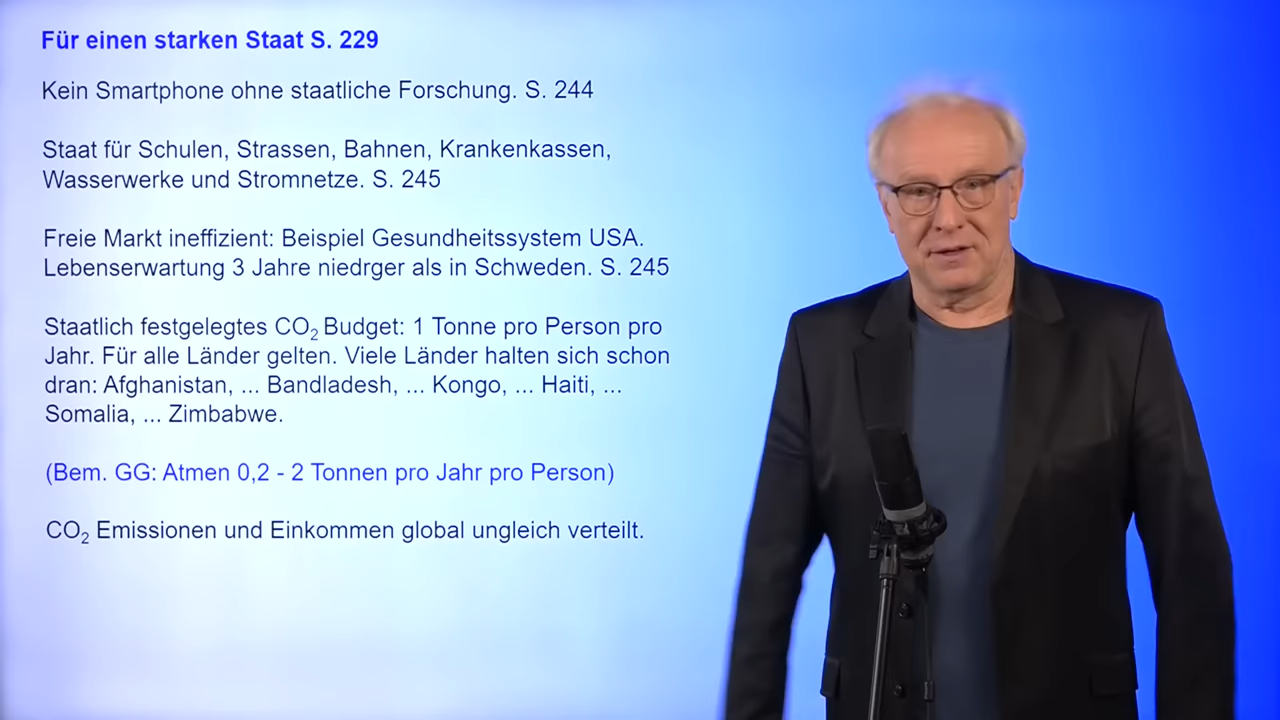 Für einen starken Staat S. 229
Kein Smartphone ohne staatliche Forschung. S. 244
Staat für Schulen, Strassen, Bahnen, Krankenkassen,
Wasserwerke und Stromnetze. S. 245
Freie Markt ineffizient: Beispiel Gesundheitssystem USA.
Lebenserwartung 3 Jahre niedrger als in Schweden. S. 245
Staatlich festgelegtes CO₂ Budget: 1 Tonne pro Person pro
Jahr. Für alle Länder gelten. Viele Länder halten sich schon
dran: Afghanistan, ... Bandladesh, ... Kongo, ... Haiti, ...
Somalia, ... Zimbabwe.
(Bem. GG: Atmen 0,2 - 2 Tonnen pro Jahr pro Person)
CO₂ Emissionen und Einkommen global ungleich verteilt.